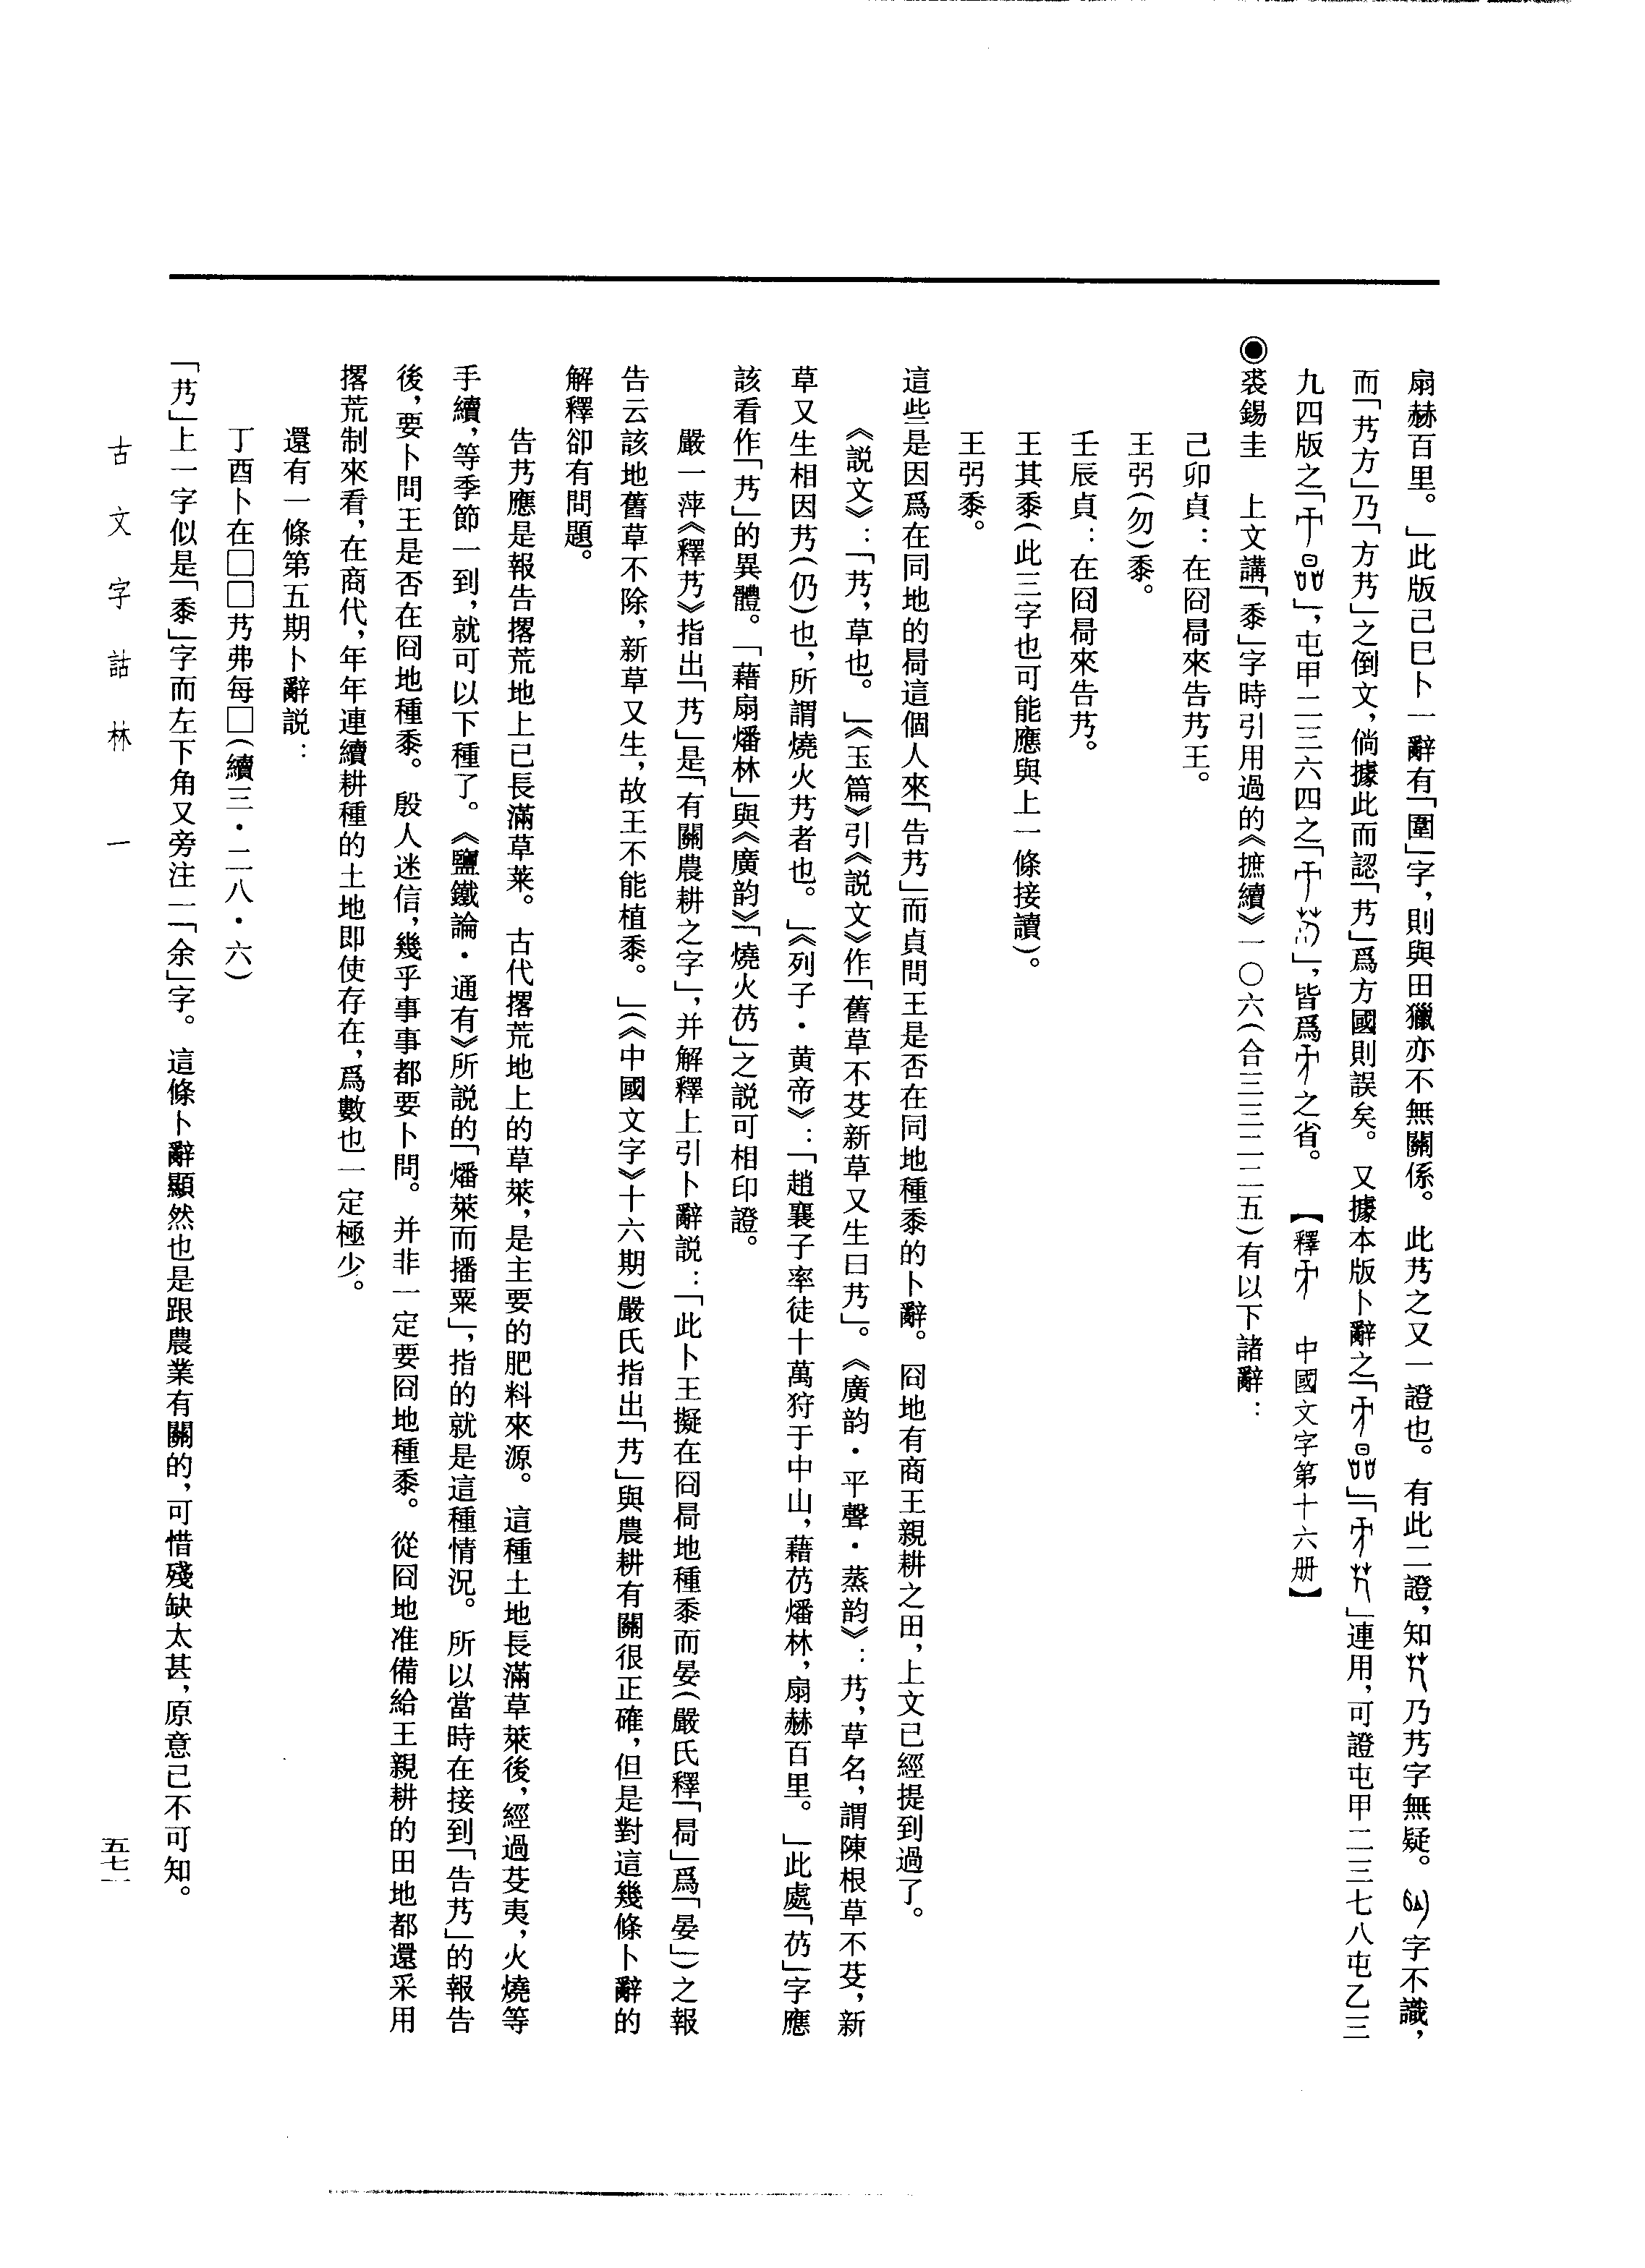 扇赫百里。」此版己巳卜一辭有「圍」字，則與田獵亦不無關係。此艿之又一證也。有此二證，知乃艿字無疑。字不識，
而「艿方」乃「方艿」之倒文，倘據此而認「艿」爲方國則誤矣。又據本版卜辭之「」「」連用，可證屯甲二三七八屯乙三
九四版之「」，屯甲二三六四之「」，皆爲之省。【釋　中國文字第十六册】
◉裘錫圭　上文講「黍」字時引用過的《摭續》一〇六（合三三二二五）有以下諸辭：
己卯貞：在囧來告艿王。
王弜（勿）黍。
壬辰貞：在囧來告艿。
王其黍（此三字也可能應與上一條接讀）。
王弜黍。
這些是因爲在囧地的這個人來「告艿」而貞問王是否在囧地種黍的卜辭。囧地有商王親耕之田，上文已經提到過了。
《説文》：「艿，草也。」《玉篇》引《説文》作「舊草不芟新草又生曰艿」。《廣韵・平聲・蒸韵》：艿，草名，謂陳根草不芟，新
草又生相因艿（仍）也，所謂燒火艿者也。」《列子・黄帝》：「趙襄子率徒十萬狩于中山，藉芿燔林，扇赫百里。」此處「芿」字應
該看作「艿」的異體。「藉扇燔林」與《廣韵》「燒火芿」之説可相印證。
嚴一萍《釋艿》指出「艿」是「有關農耕之字」，并解釋上引卜辭説：「此卜王擬在囧地種黍而晏（嚴氏釋「」爲「晏」）之報
告云該地舊草不除，新草又生，故王不能植黍。」（《中國文字》十六期）嚴氏指出「艿」與農耕有關很正確，但是對這幾條卜辭的
解釋卻有問題。
告艿應是報告撂荒地上已長滿草莱。古代撂荒地上的草萊，是主要的肥料來源。這種土地長滿草萊後，經過芟夷，火燒等
手續，等季節一到，就可以下種了。《鹽鐵論・通有》所説的「燔萊而播粟」，指的就是這種情況。所以當時在接到「告艿」的報告
後，要卜問王是否在囧地種黍。殷人迷信，幾乎事事都要卜問。并非一定要囧地種黍。從囧地准備給王親耕的田地都還采用
撂荒制來看，在商代，年年連續耕種的土地即使存在，爲數也一定極少。
還有一條第五期卜辭説：
丁酉卜在□□艿弗每□（續三・二八・六）
「艿」上一字似是「黍」字而左下角又旁注一「余」字。這條卜辭顯然也是跟農業有關的，可惜殘缺太甚，原意已不可知。
古文字詁林　一
五七一